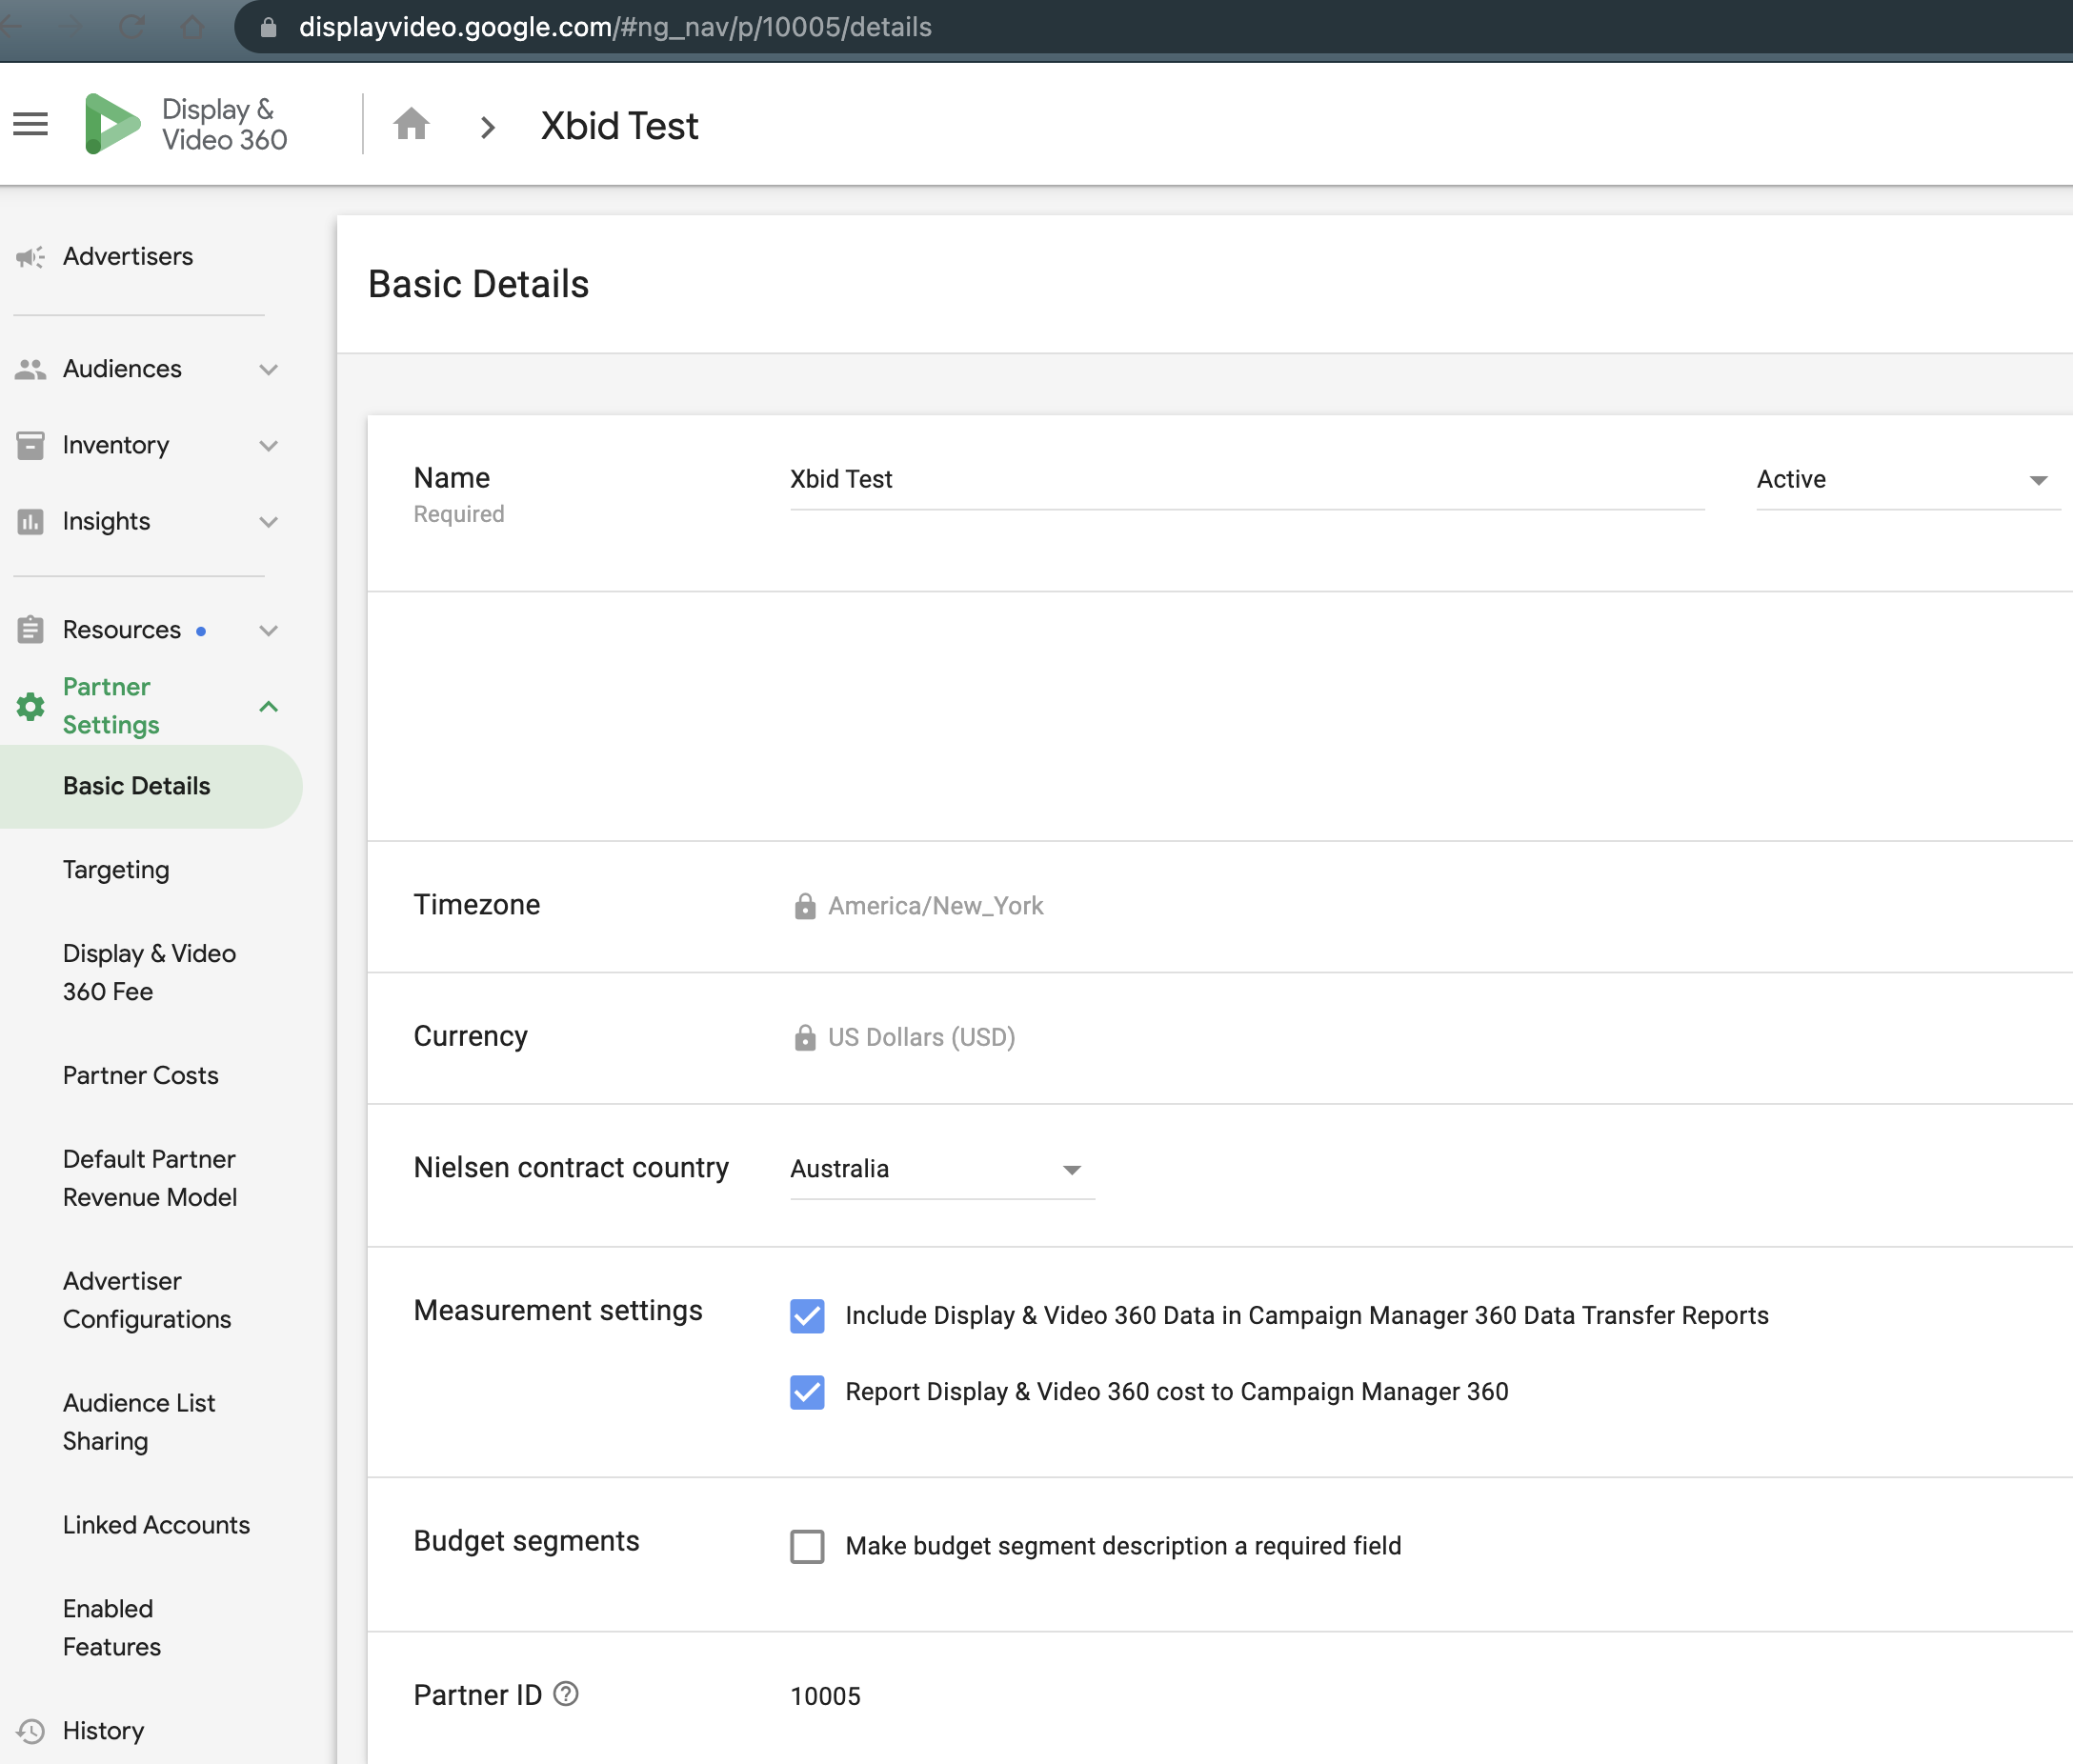 displayvideo.google.com/#ng_nav/p/10005/details
Display &
Video 360
Xbid Test
Advertisers
Audiences
Inventory
Insights
Resources
Partner
Settings
Basic Details
Targeting
Display & Video
360 Fee
Partner Costs
Default Partner
Revenue Model
Advertiser
Configurations
Audience List
Sharing
Linked Accounts
Enabled
Features
History
Basic Details
Name
Required
Xbid Test
Active
Timezone
America/New_York
Currency
US Dollars (USD)
Nielsen contract country
Australia
Measurement settings
Include Display & Video 360 Data in Campaign Manager 360 Data Transfer Reports
Report Display & Video 360 cost to Campaign Manager 360
Budget segments
Make budget segment description a required field
Partner ID
10005